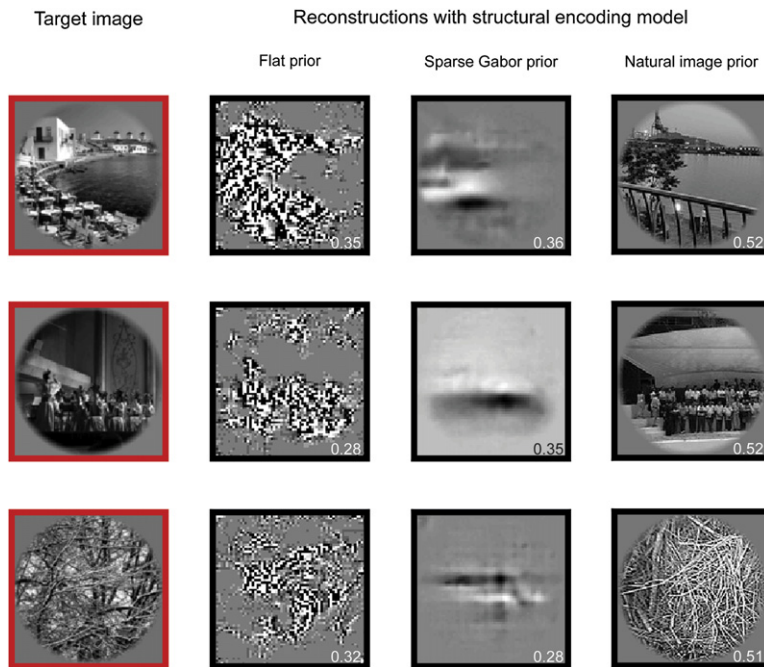 Target image
Reconstructions with structural encoding model
Flat prior
Sparse Gabor prior
Natural image prior
0.35
0.36
0.52
0.28
0.35
0.52
0.32
0.28
0.51